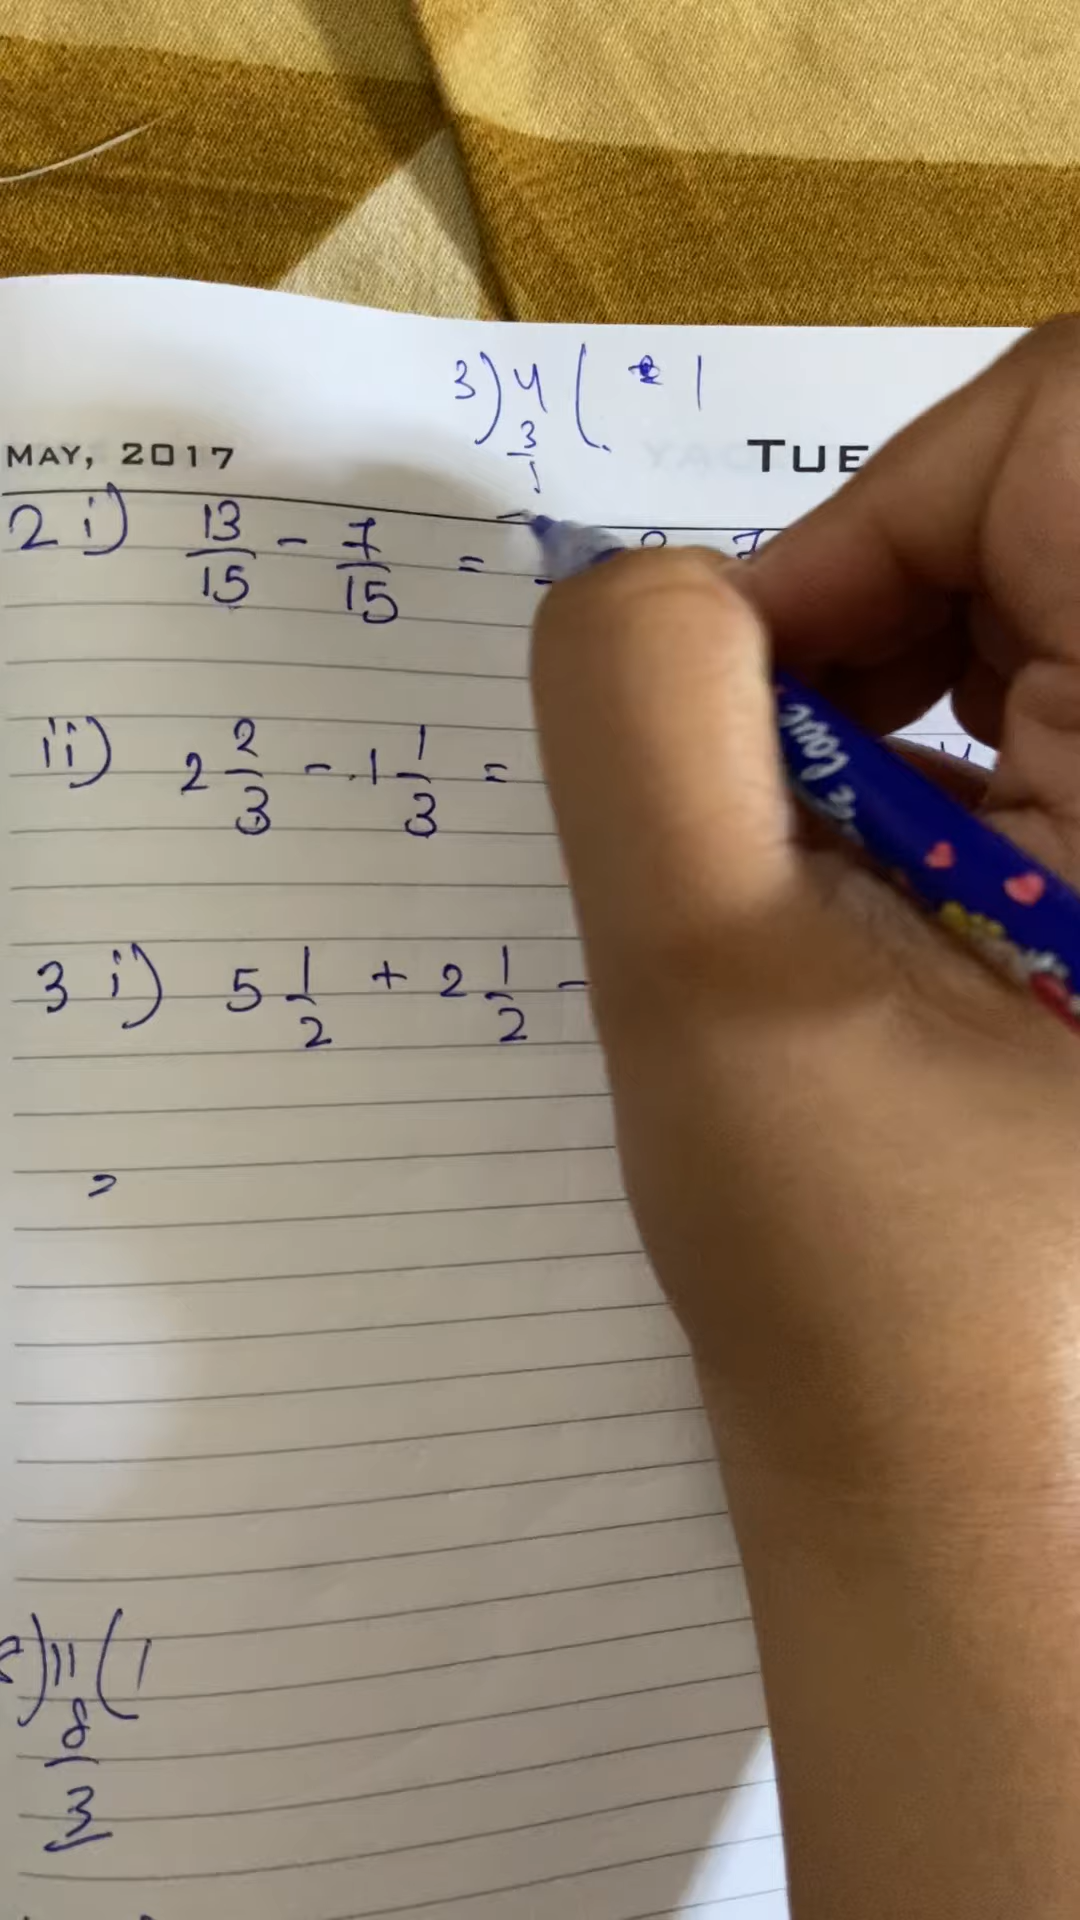 3) 4 ( 1
3
1
MAY, 2017 TUE
2 i) 13/15 - 7/15 =
7
ii) 2 2/3 - 1 1/3 =
3 i) 5 1/2 + 2 1/2 -
=
) 11 ( 1
8
3